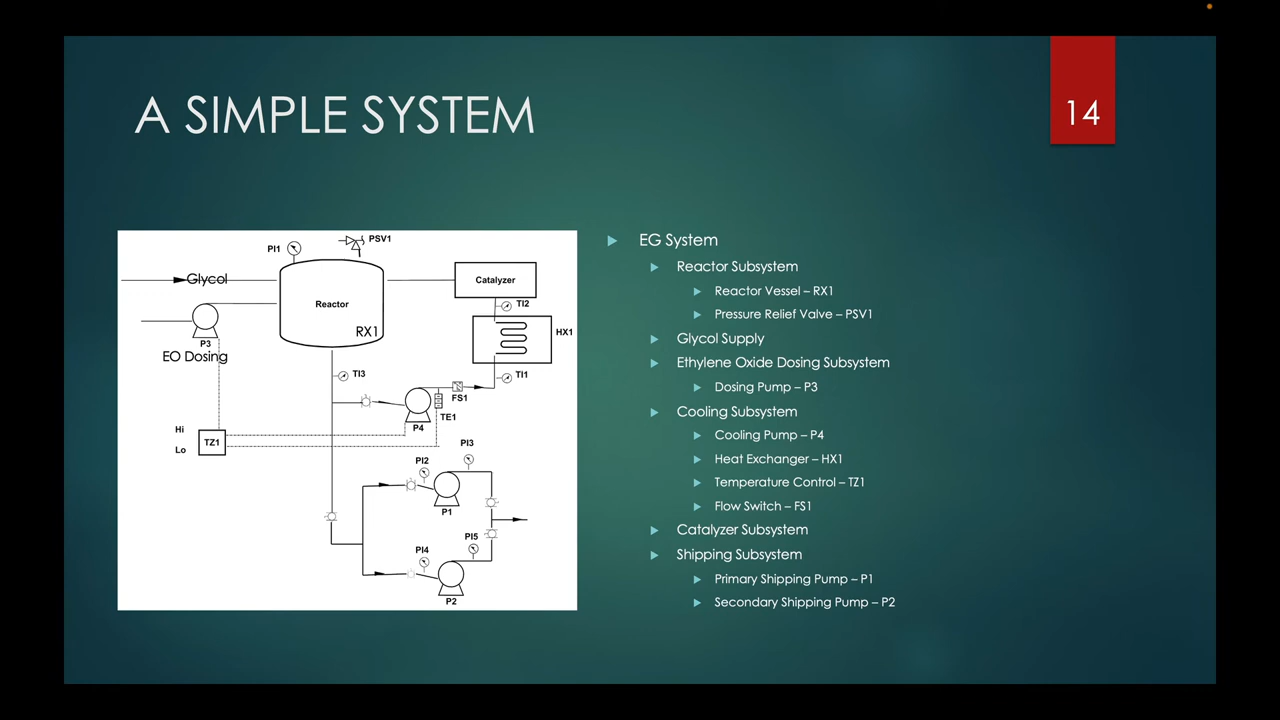 A SIMPLE SYSTEM
14
PI1
PSV1
Glycol
Catalyzer
Reactor
RX1
TI2
HX1
P3
EO Dosing
TI3
TI1
FS1
TE1
P4
Hi
TZ1
Lo
PI3
PI2
P1
PI5
PI4
P2
EG System
Reactor Subsystem
Reactor Vessel – RX1
Pressure Relief Valve – PSV1
Glycol Supply
Ethylene Oxide Dosing Subsystem
Dosing Pump – P3
Cooling Subsystem
Cooling Pump – P4
Heat Exchanger – HX1
Temperature Control – TZ1
Flow Switch – FS1
Catalyzer Subsystem
Shipping Subsystem
Primary Shipping Pump – P1
Secondary Shipping Pump – P2